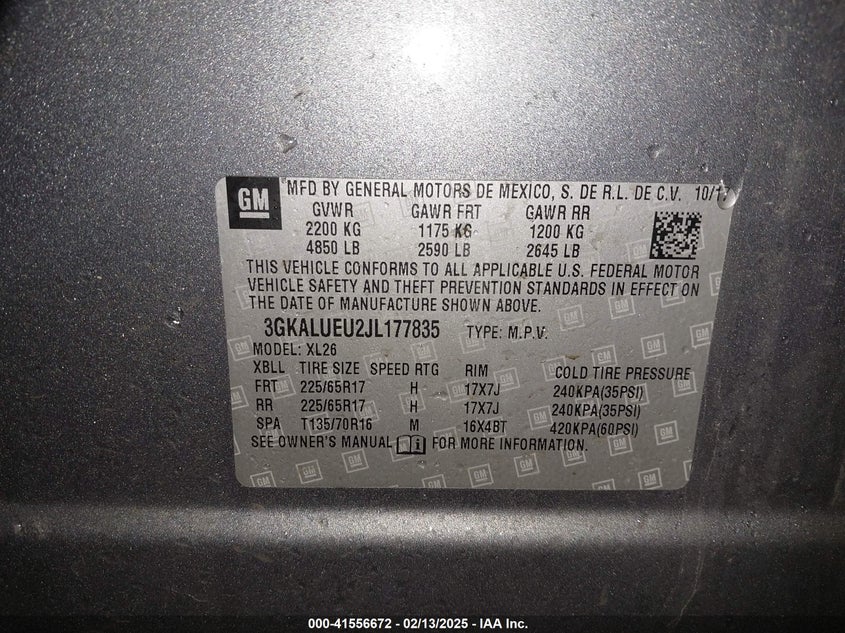 GM
MFD BY GENERAL MOTORS DE MEXICO, S. DE R.L. DE C.V. 10/17
GVWR GAWR FRT GAWR RR
2200 KG 1175 KG 1200 KG
4850 LB 2590 LB 2645 LB
THIS VEHICLE CONFORMS TO ALL APPLICABLE U.S. FEDERAL MOTOR
VEHICLE SAFETY AND THEFT PREVENTION STANDARDS IN EFFECT ON
THE DATE OF MANUFACTURE SHOWN ABOVE.
3GKALUEU2JL177835 TYPE: M.P.V.
MODEL: XL26
XBLL TIRE SIZE SPEED RTG RIM COLD TIRE PRESSURE
FRT 225/65R17 H 17X7J 240KPA(35PSI)
RR 225/65R17 H 17X7J 240KPA(35PSI)
SPA T135/70R16 M 16X4BT 420KPA(60PSI)
SEE OWNER'S MANUAL FOR MORE INFORMATION.
000-41556672 - 02/13/2025 - IAA Inc.